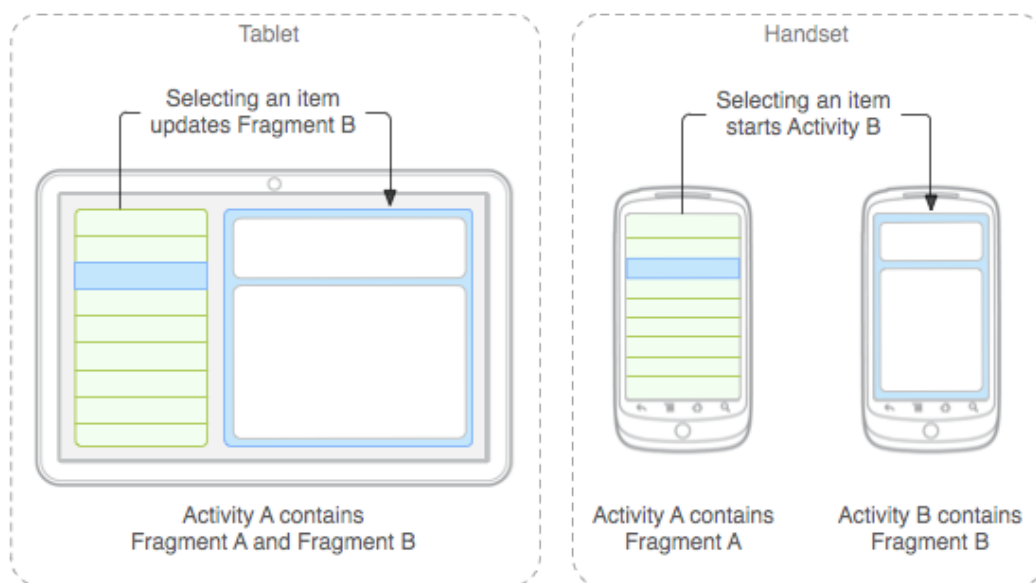 Tablet
Selecting an item
updates Fragment B
Activity A contains
Fragment A and Fragment B
Handset
Selecting an item
starts Activity B
Activity A contains
Fragment A
Activity B contains
Fragment B